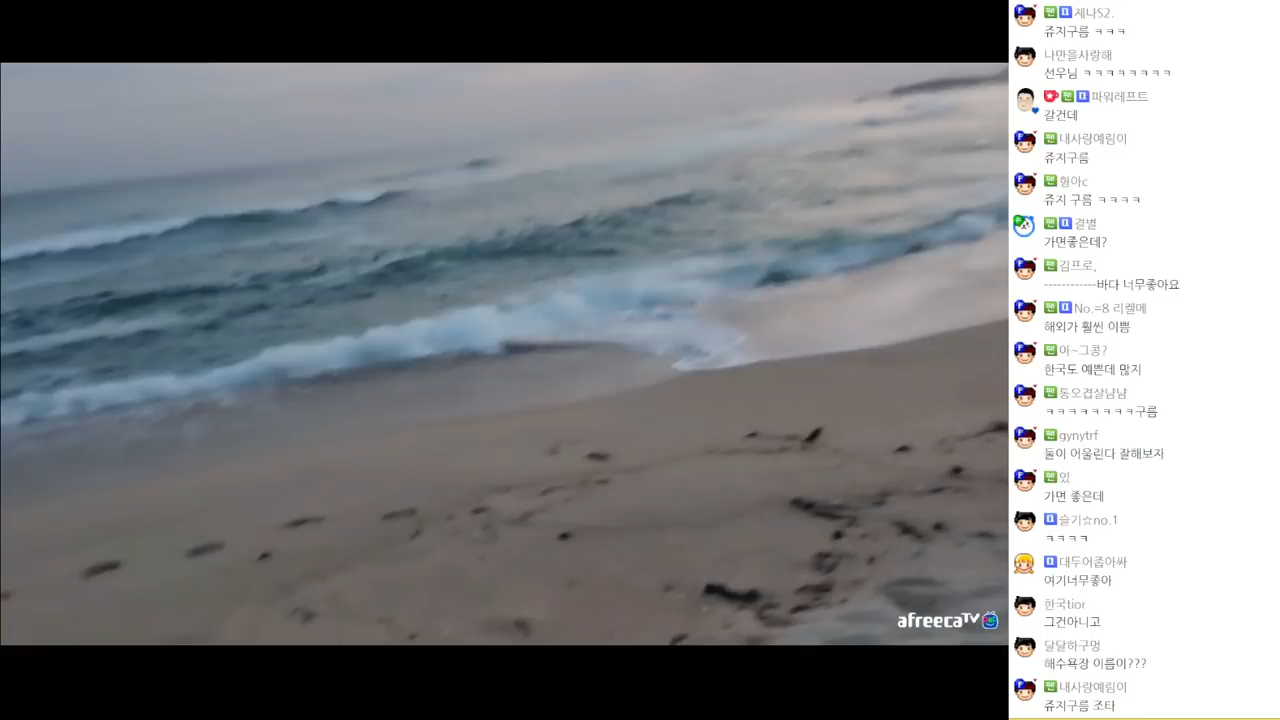 제나S2.
쥬지구름 ㅋㅋㅋ
나만을사랑해
선우님 ㅋㅋㅋㅋㅋㅋㅋㅋ
파워레프트
갈건데
내사랑예림이
쥬지구름
형아c
쥬지 구름 ㅋㅋㅋㅋ
결별
가면좋은데?
김프로,
------------바다 너무좋아요
No.=8 리켈메
해외가 훨씬 이쁨
아~그콩?
한국도 예쁜데 많지
통오겹살냠냠
ㅋㅋㅋㅋㅋㅋㅋㅋ구름
gynytrf
둘이 어울린다 잘해보자
있
가면 좋은데
슬기☆no.1
ㅋㅋㅋㅋ
대두어좁아싸
여기너무좋아
한국tior
그건아니고
달달하구멍
해수욕장 이름이???
내사랑예림이
쥬지구름 조타
afreecaTV